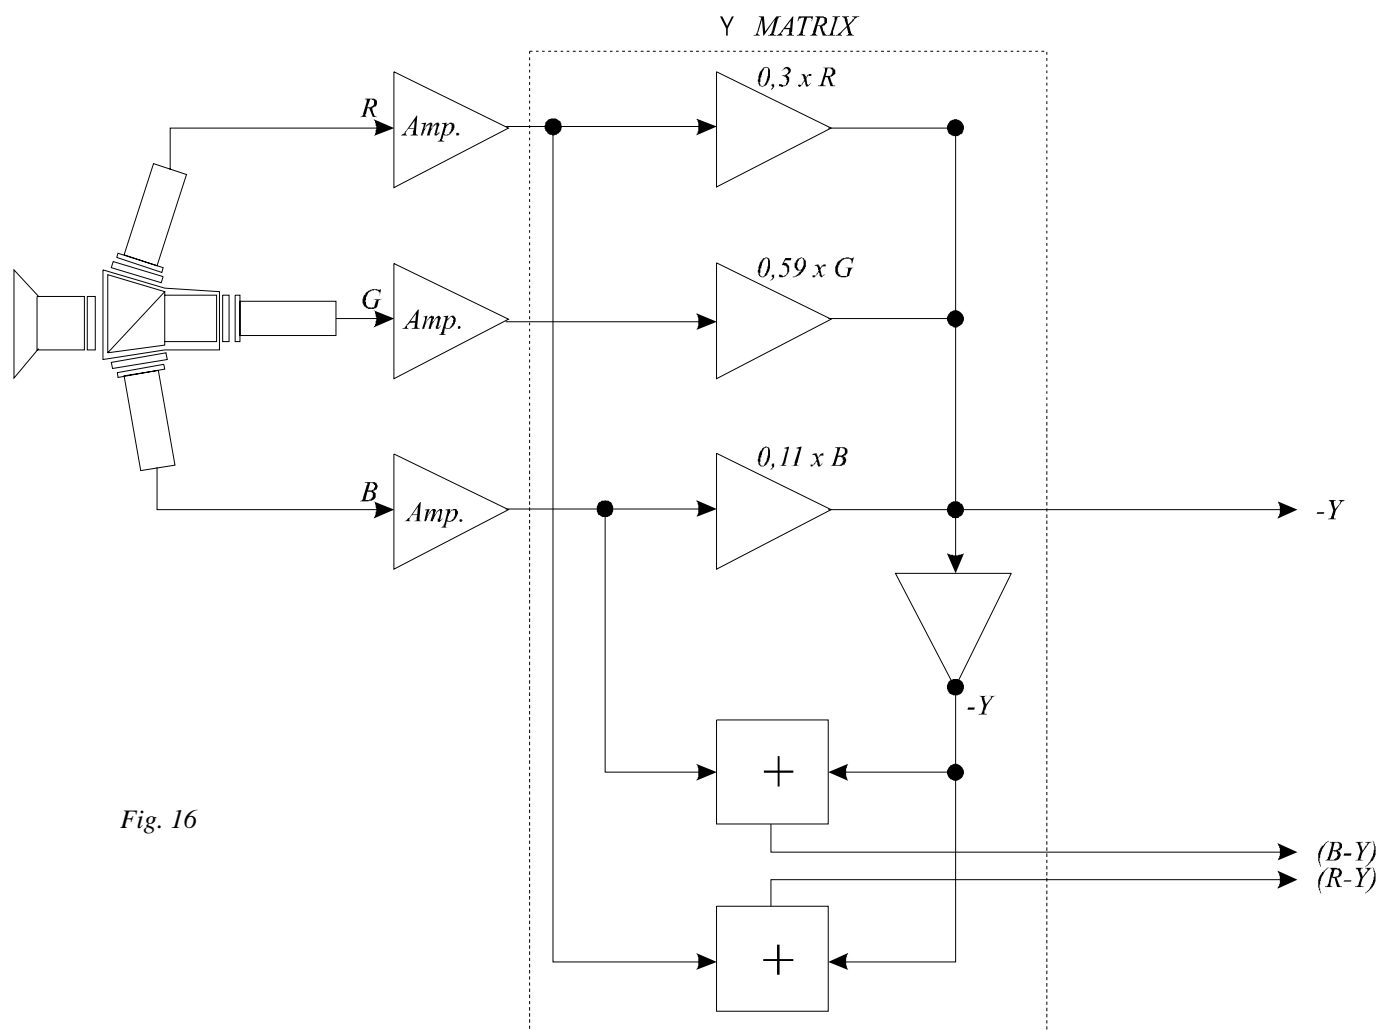 Y MATRIX
0,3 x R
R
Amp.
0,59 x G
G
Amp.
0,11 x B
B
Amp.
-Y
-Y
+
Fig. 16
(B-Y)
(R-Y)
+